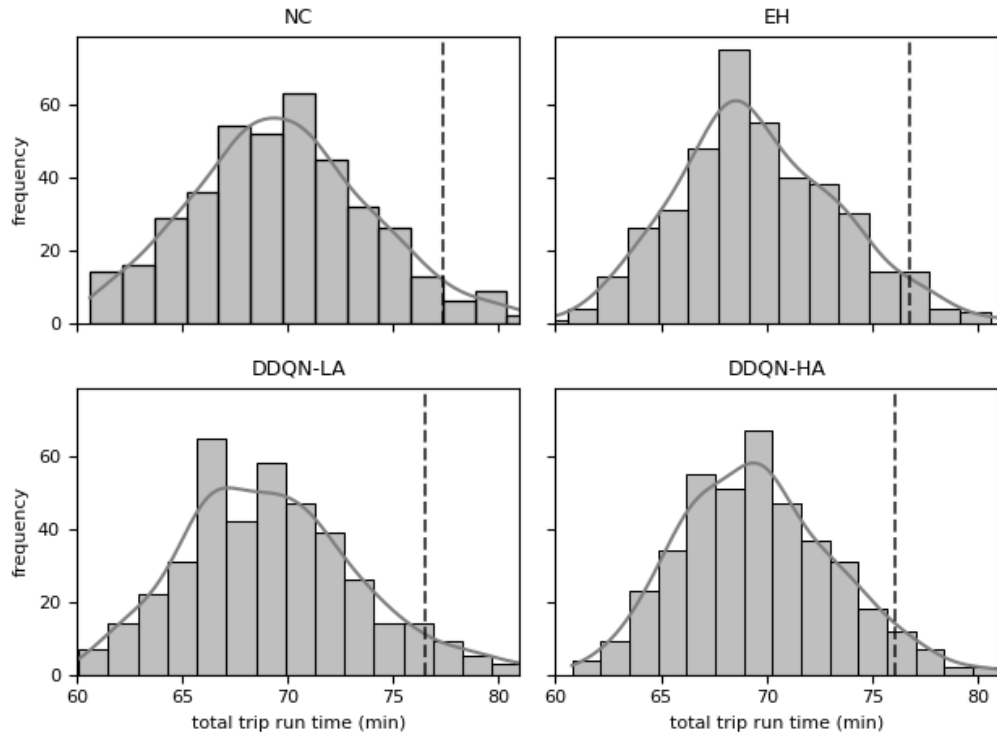 NC
EH
frequency
60
40
20
0
DDQN-LA
DDQN-HA
frequency
60
40
20
0
60 65 70 75 80
60 65 70 75 80
total trip run time (min)
total trip run time (min)